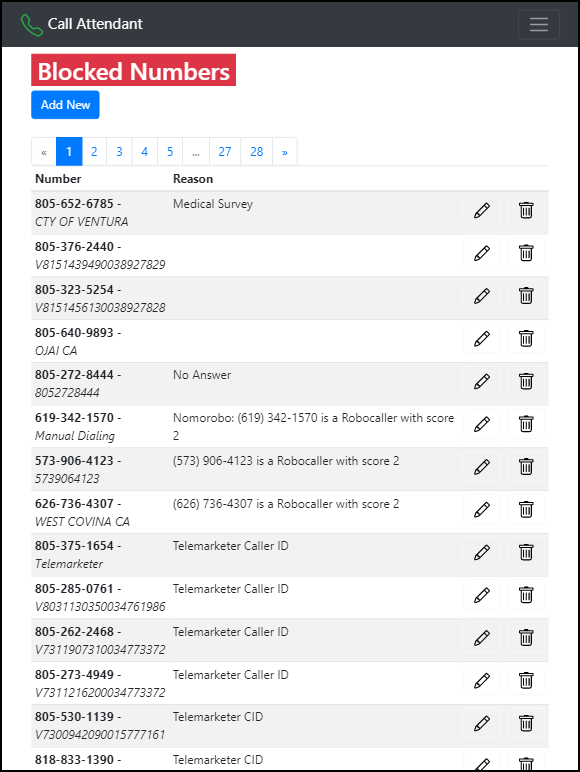 Call Attendant
Blocked Numbers
Add New
« 1 2 3 4 5 ... 27 28 »
Number Reason
805-652-6785 - Medical Survey
CTY OF VENTURA
805-376-2440 -
V8151439490038927829
805-323-5254 -
V8151456130038927828
805-640-9893 -
OJAI CA
805-272-8444 - No Answer
8052728444
619-342-1570 - Nomorobo: (619) 342-1570 is a Robocaller with score
Manual Dialing 2
573-906-4123 - (573) 906-4123 is a Robocaller with score 2
5739064123
626-736-4307 - (626) 736-4307 is a Robocaller with score 2
WEST COVINA CA
805-375-1654 - Telemarketer Caller ID
Telemarketer
805-285-0761 - Telemarketer Caller ID
V8031130350034761986
805-262-2468 - Telemarketer Caller ID
V7311907310034773372
805-273-4949 - Telemarketer Caller ID
V7311216200034773372
805-530-1139 - Telemarketer CID
V7300942090015777161
818-833-1390 - Telemarketer CID